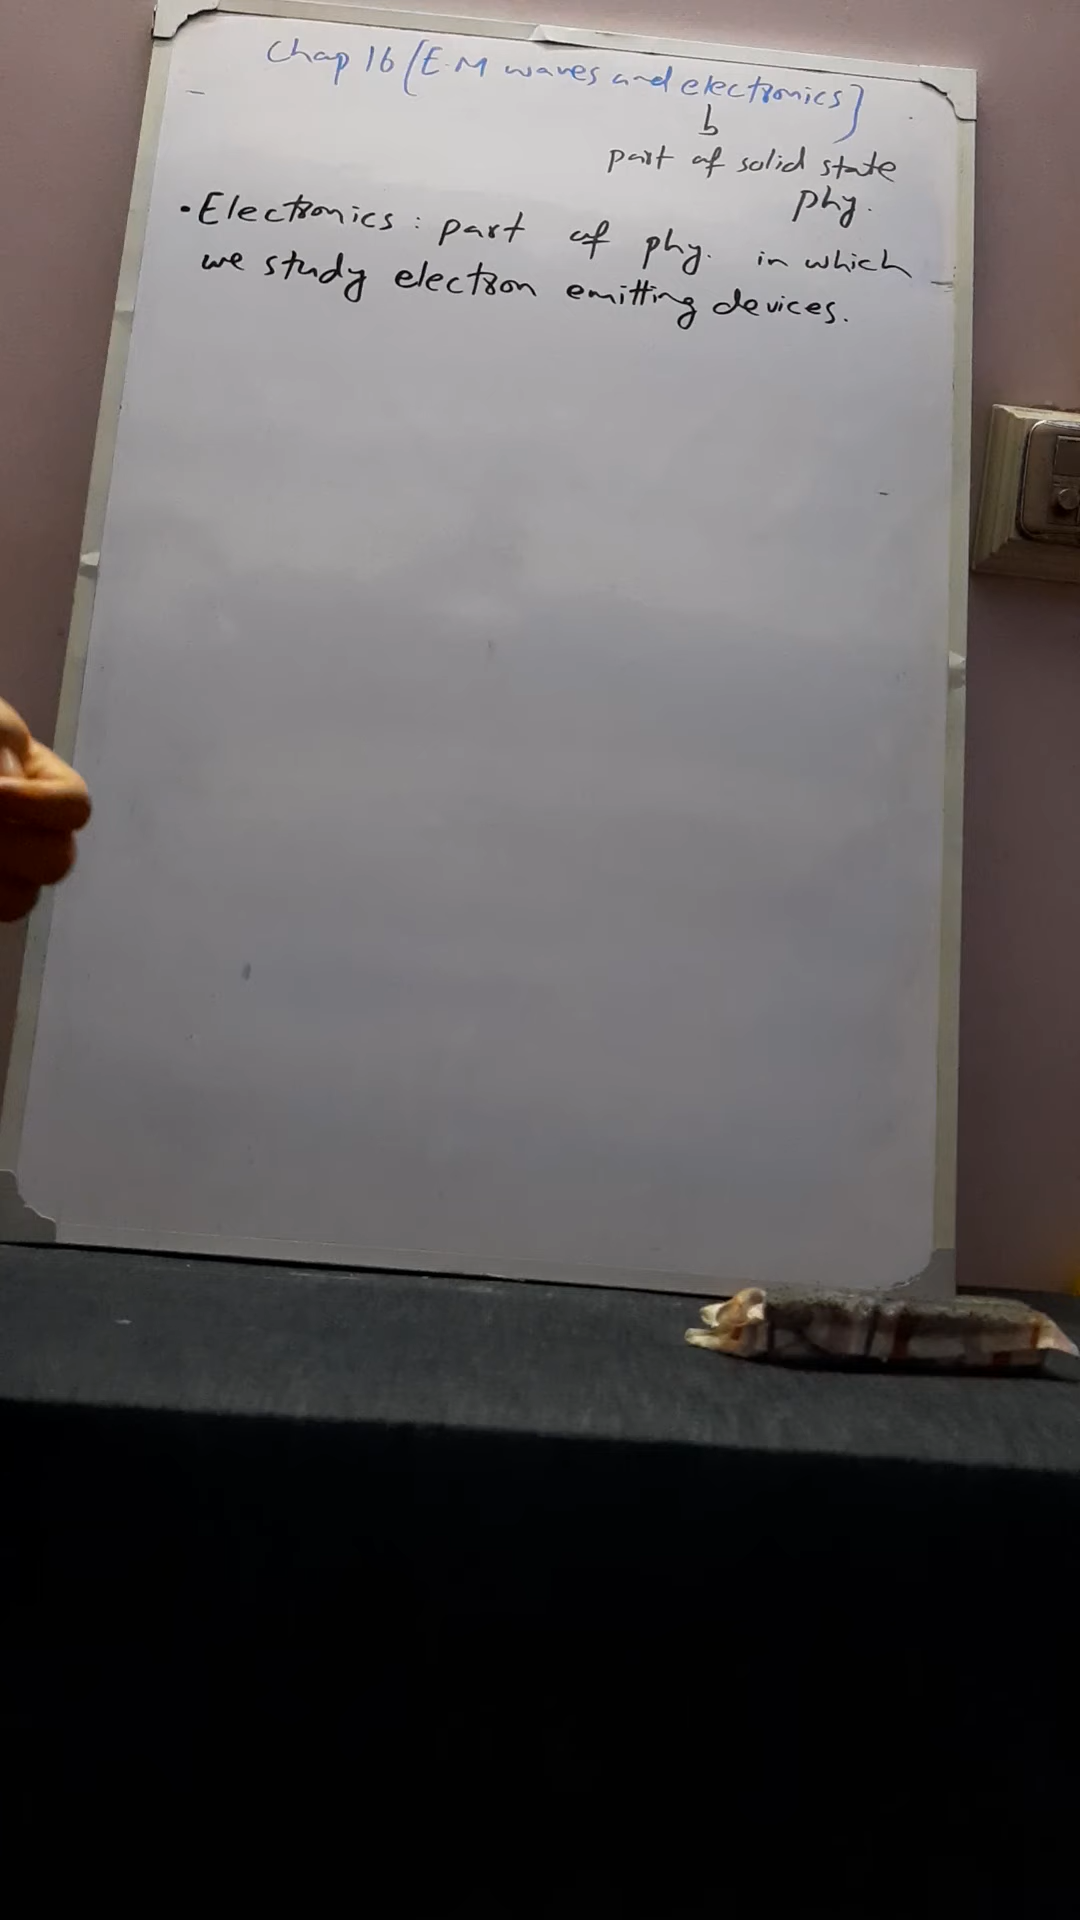 Chap 16 (E.M waves and electronics)
part of solid state
phy.
• Electronics : part of phy. in which
we study electron emitting devices.